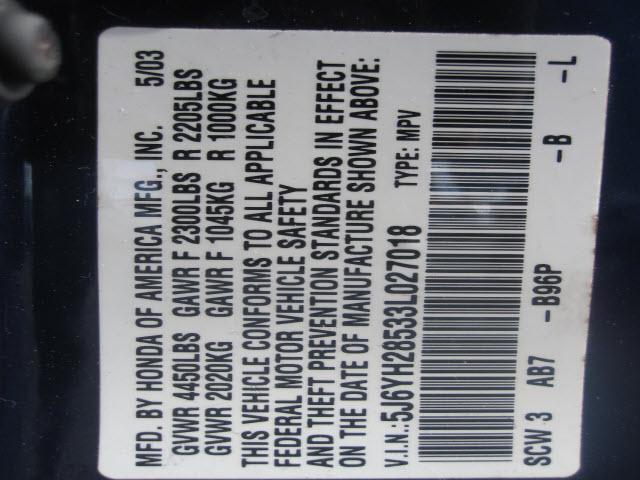 MFD. BY HONDA OF AMERICA MFG., INC. 5/03
GVWR 4450LBS GAWR F 2300LBS R 2205LBS
GVWR 2020KG GAWR F 1045KG R 1000KG
THIS VEHICLE CONFORMS TO ALL APPLICABLE
FEDERAL MOTOR VEHICLE SAFETY
AND THEFT PREVENTION STANDARDS IN EFFECT
ON THE DATE OF MANUFACTURE SHOWN ABOVE:
V.I.N.:5J6YH28533L027018 TYPE: MPV
SCW 3 AB7 -B96P -B -L